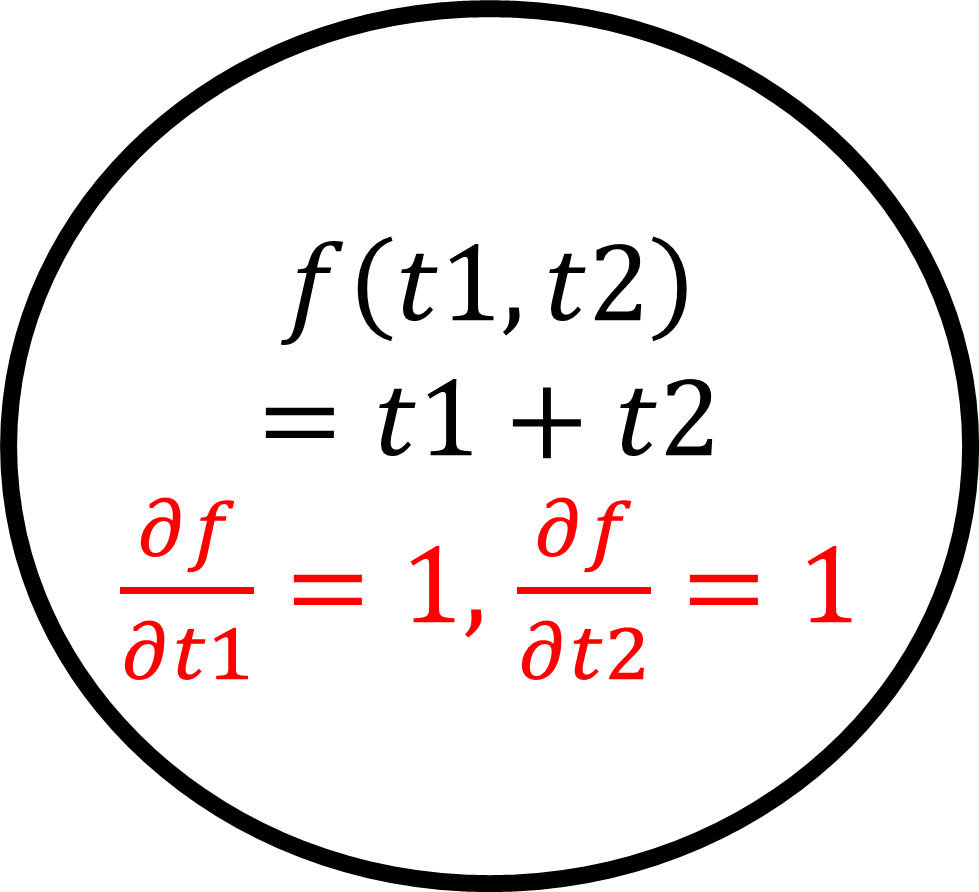 f(t1, t2)
= t1 + t2
∂f/∂t1 = 1, ∂f/∂t2 = 1